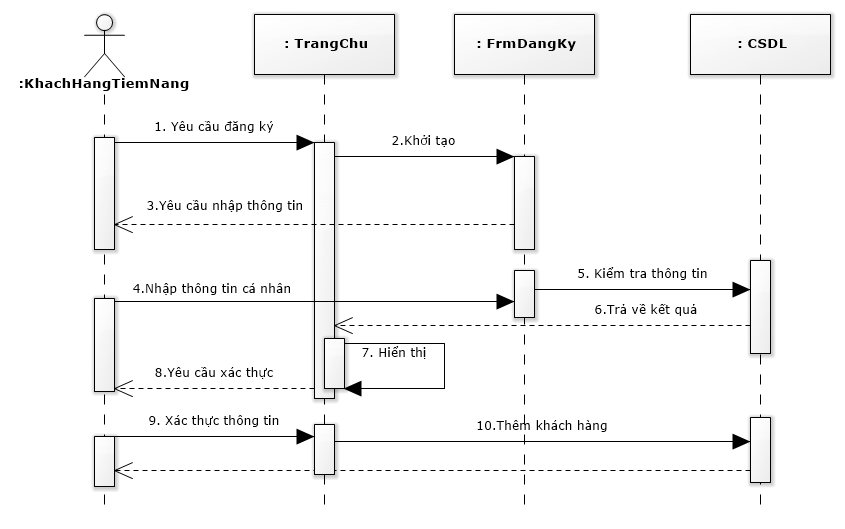 : TrangChu
: FrmDangKy
: CSDL
:KhachHangTiemNang
1. Yêu cầu đăng ký
2.Khởi tạo
3.Yêu cầu nhập thông tin
5. Kiểm tra thông tin
4.Nhập thông tin cá nhân
6.Trả về kết quả
7. Hiển thị
8.Yêu cầu xác thực
9. Xác thực thông tin
10.Thêm khách hàng